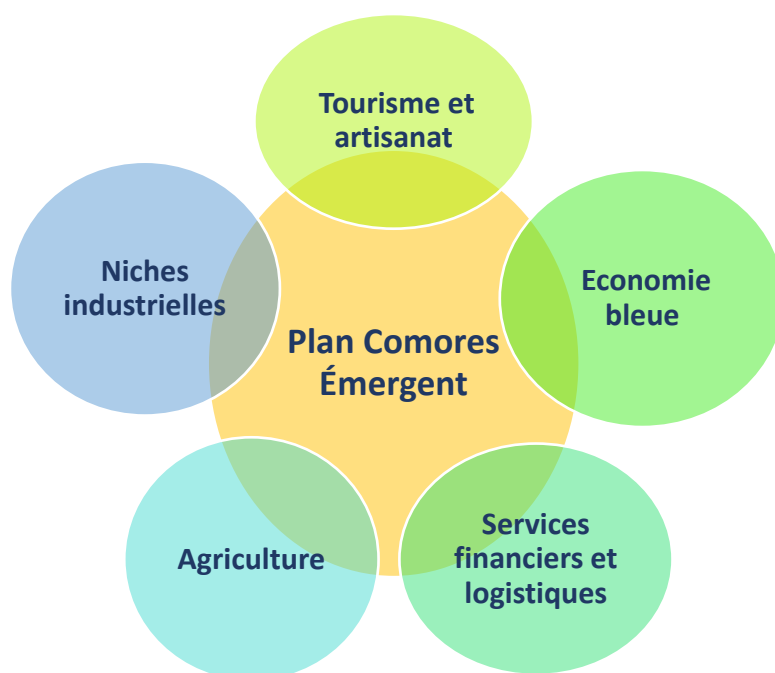 Tourisme et
artisanat
Niches
industrielles
Economie
bleue
Plan Comores
Émergent
Agriculture
Services
financiers et
logistiques